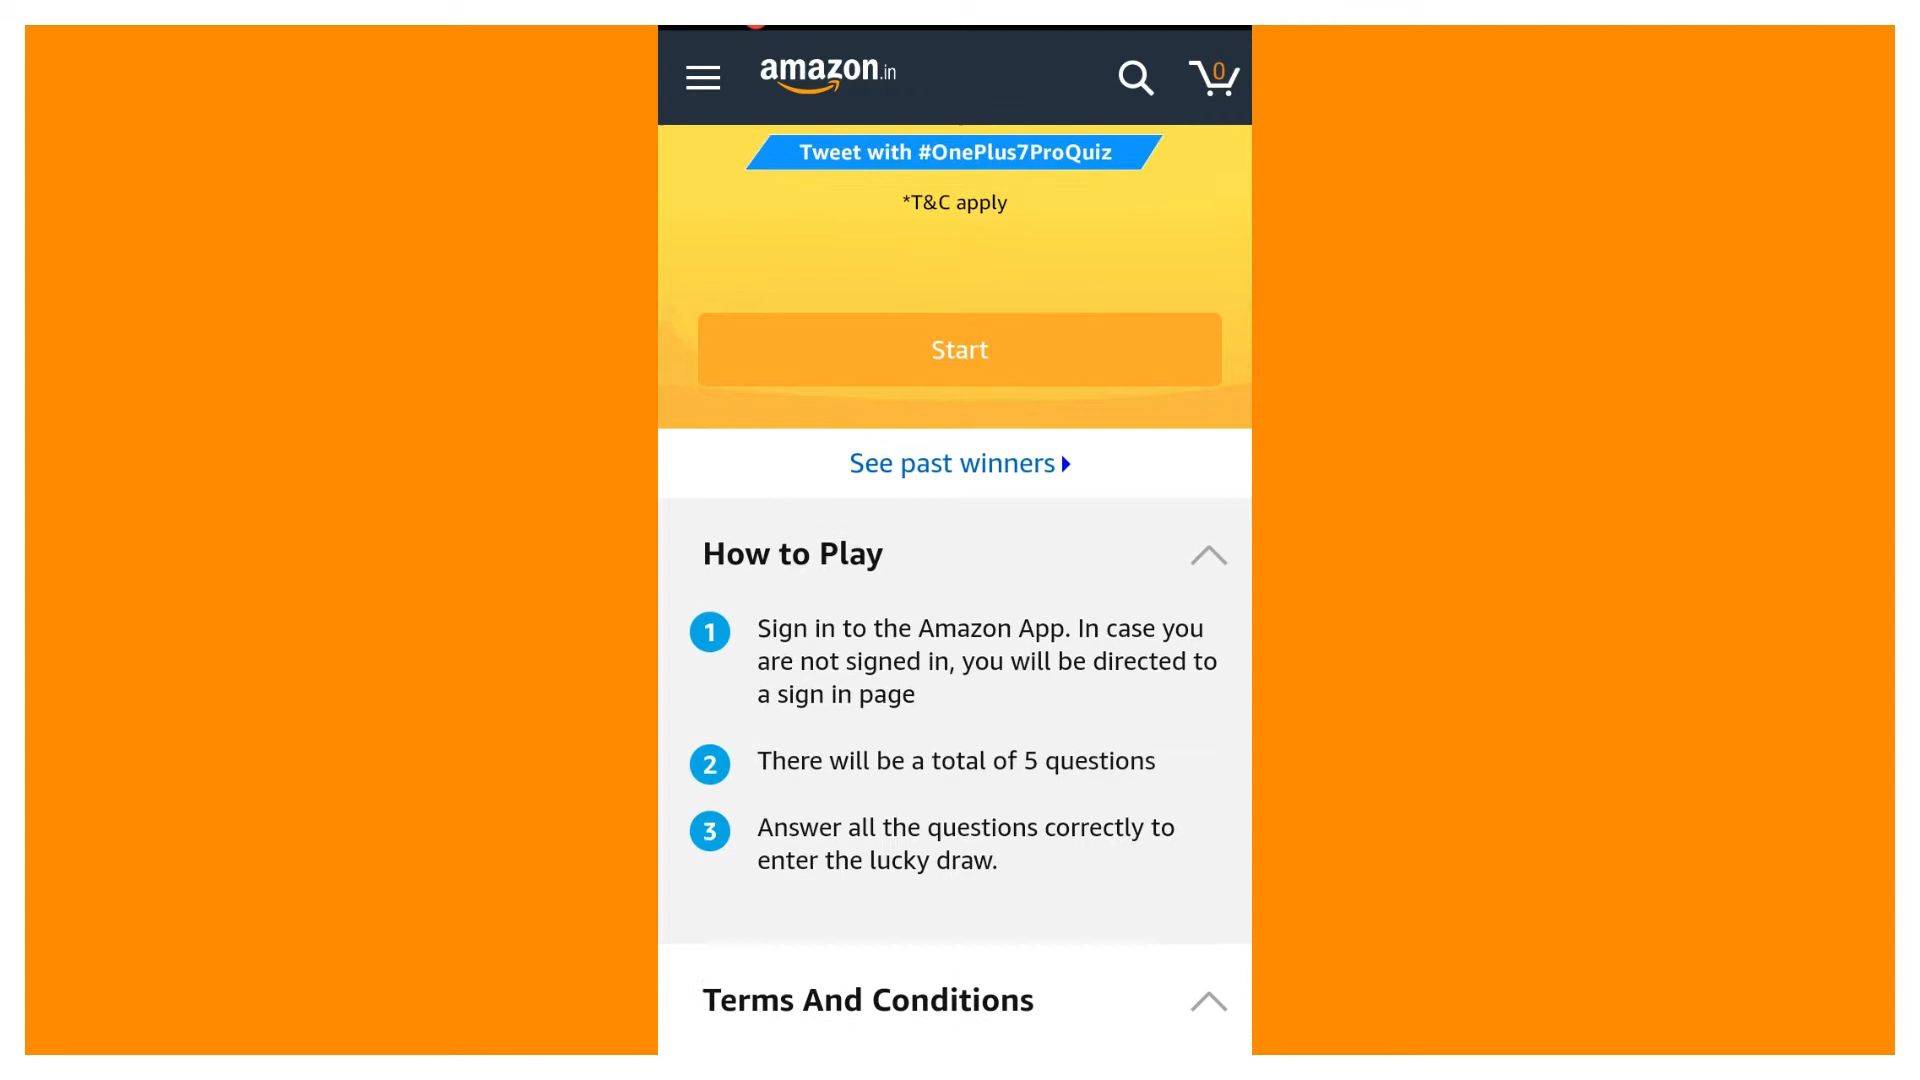 amazon.in
0
Tweet with #OnePlus7ProQuiz
*T&C apply
Start
See past winners
How to Play
1 Sign in to the Amazon App. In case you
are not signed in, you will be directed to
a sign in page
2 There will be a total of 5 questions
3 Answer all the questions correctly to
enter the lucky draw.
Terms And Conditions